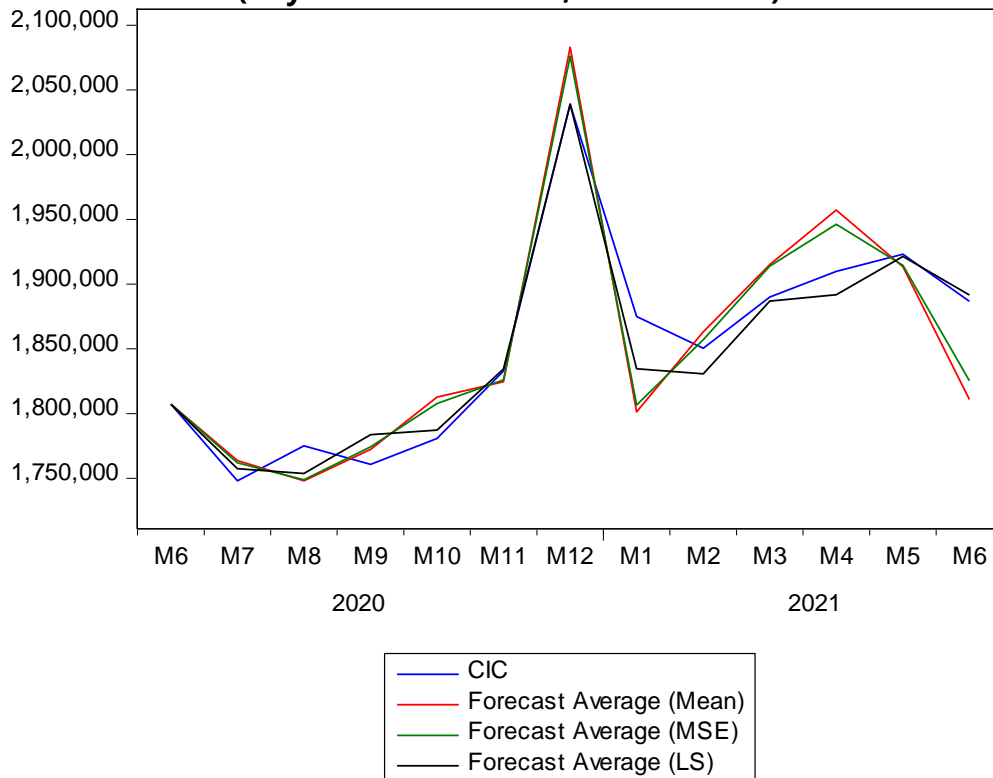 2,100,000
2,050,000
2,000,000
1,950,000
1,900,000
1,850,000
1,800,000
1,750,000
M6 M7 M8 M9 M10 M11 M12 M1 M2 M3 M4 M5 M6
2020 2021
CIC
Forecast Average (Mean)
Forecast Average (MSE)
Forecast Average (LS)